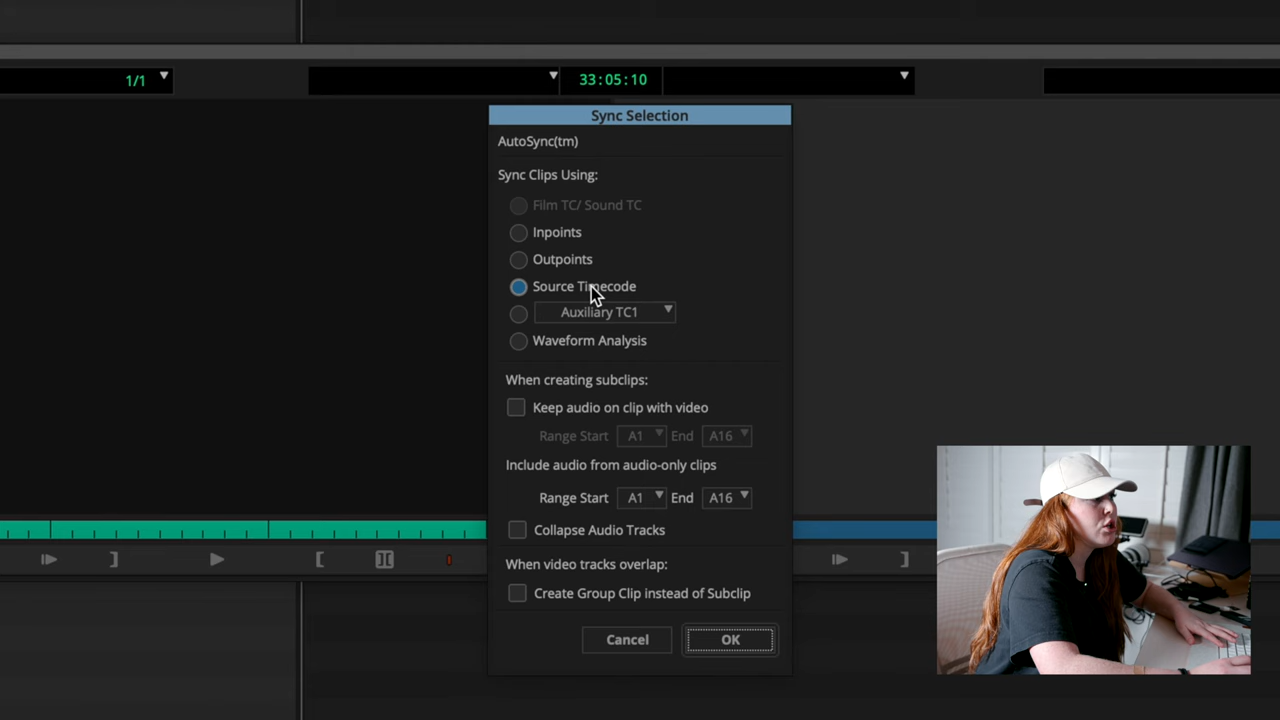 1/1
33:05:10
Sync Selection
AutoSync(tm)
Sync Clips Using:
Film TC/ Sound TC
Inpoints
Outpoints
Source Timecode
Auxiliary TC1
Waveform Analysis
When creating subclips:
Keep audio on clip with video
Range Start A1 End A16
Include audio from audio-only clips
Range Start A1 End A16
Collapse Audio Tracks
When video tracks overlap:
Create Group Clip instead of Subclip
Cancel OK